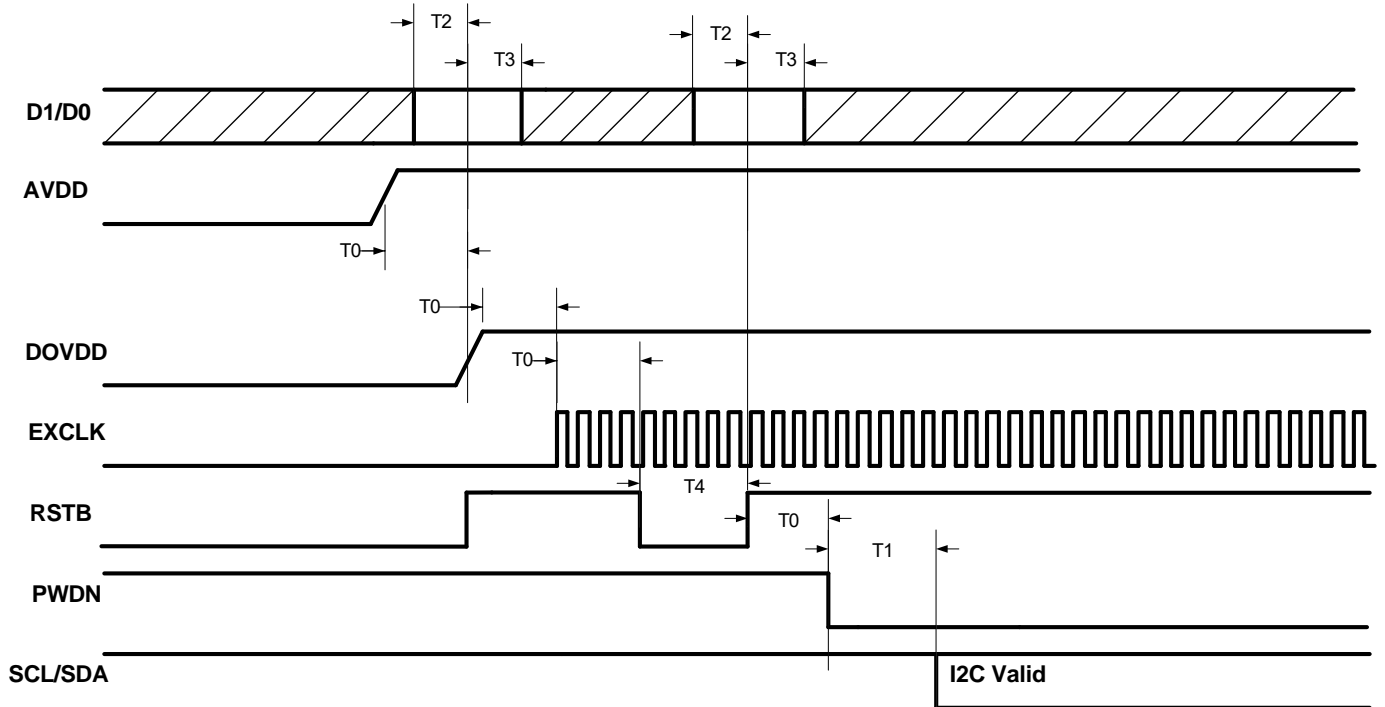 T2
T2
T3
T3
D1/D0
AVDD
T0
T0
DOVDD
T0
EXCLK
T4
RSTB
T0
T1
PWDN
SCL/SDA
I2C Valid